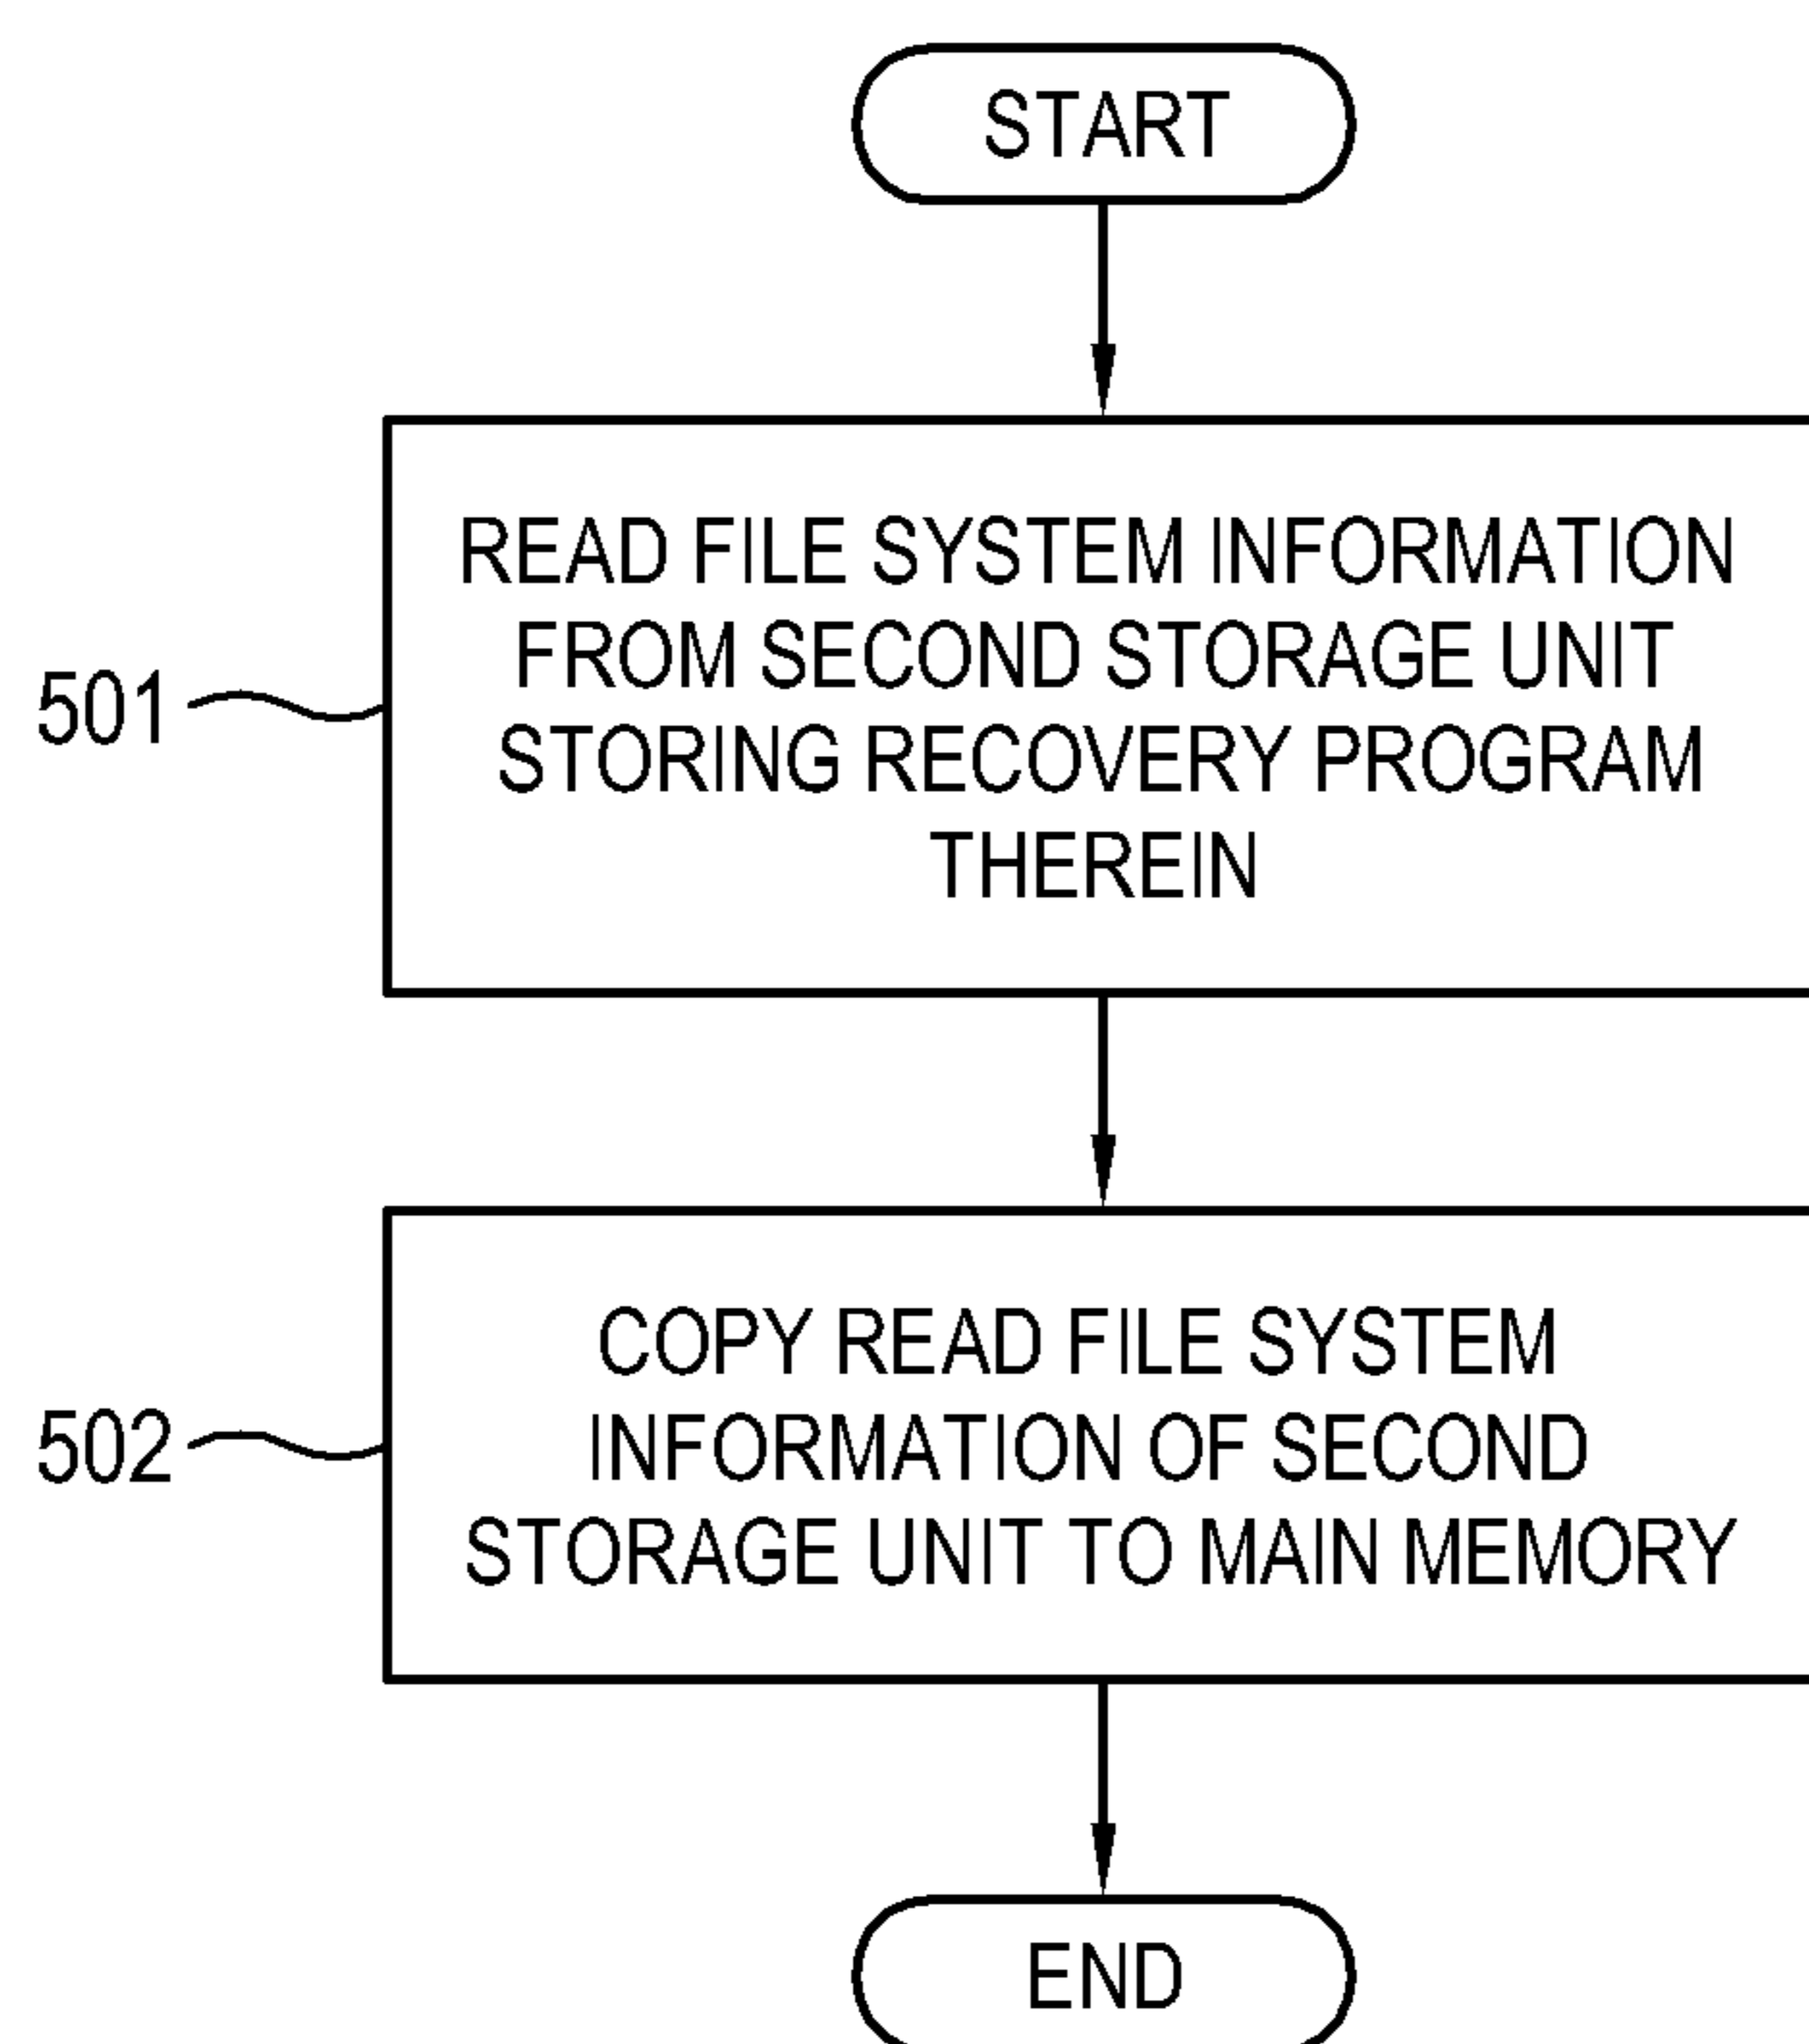 START
READ FILE SYSTEM INFORMATION
FROM SECOND STORAGE UNIT
STORING RECOVERY PROGRAM
THEREIN
501
COPY READ FILE SYSTEM
INFORMATION OF SECOND
STORAGE UNIT TO MAIN MEMORY
502
END